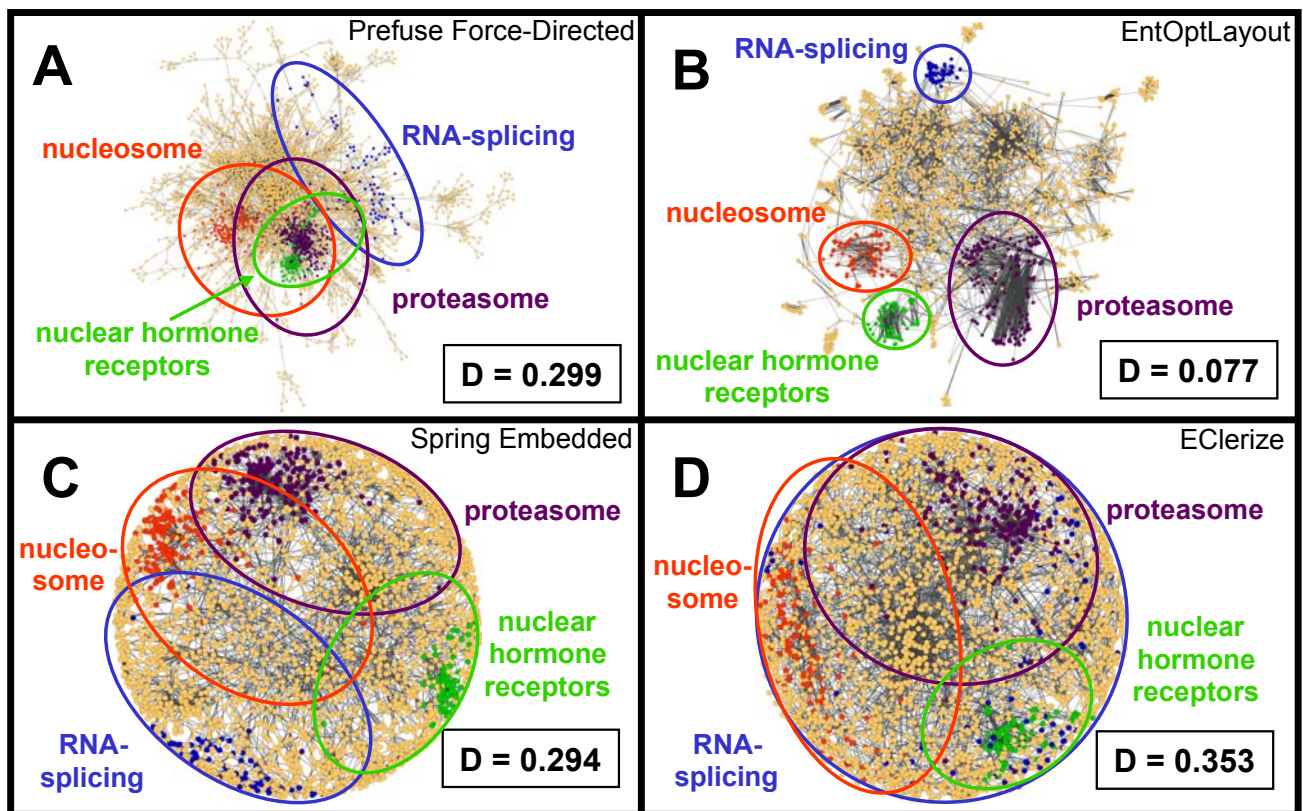 Prefuse Force-Directed
A
nucleosome
RNA-splicing
proteasome
nuclear hormone
receptors
D = 0.299
EntOptLayout
B
RNA-splicing
nucleosome
proteasome
nuclear hormone
receptors
D = 0.077
Spring Embedded
C
proteasome
nucleo-
some
nuclear
hormone
receptors
RNA-
splicing
D = 0.294
EClerize
D
proteasome
nucleo-
some
nuclear
hormone
receptors
RNA-
splicing
D = 0.353